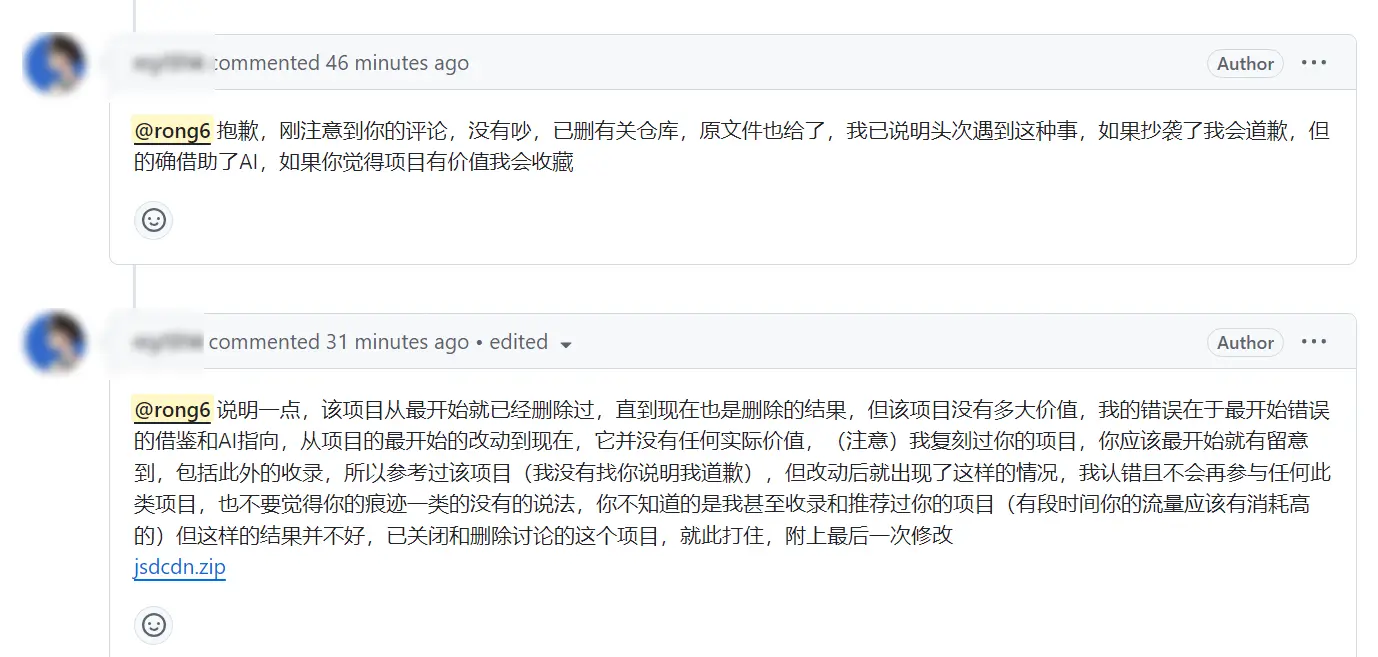 commented 46 minutes ago
Author
@rong6 抱歉，刚注意到你的评论，没有吵，已删有关仓库，原文件也给了，我已说明头次遇到这种事，如果抄袭了我会道歉，但
的确借助了AI，如果你觉得项目有价值我会收藏
commented 31 minutes ago • edited
Author
@rong6 说明一点，该项目从最开始就已经删除过，直到现在也是删除的结果，但该项目没有多大价值，我的错误在于最开始错误
的借鉴和AI指向，从项目的最开始的改动到现在，它并没有任何实际价值，（注意）我复刻过你的项目，你应该最开始就有留意
到，包括此外的收录，所以参考过该项目（我没有找你说明我道歉），但改动后就出现了这样的情况，我认错且不会再参与任何此
类项目，也不要觉得你的痕迹一类的没有的说法，你不知道的是我甚至收录和推荐过你的项目（有段时间你的流量应该有消耗高
的）但这样的结果并不好，已关闭和删除讨论的这个项目，就此打住，附上最后一次修改
jsdcdn.zip